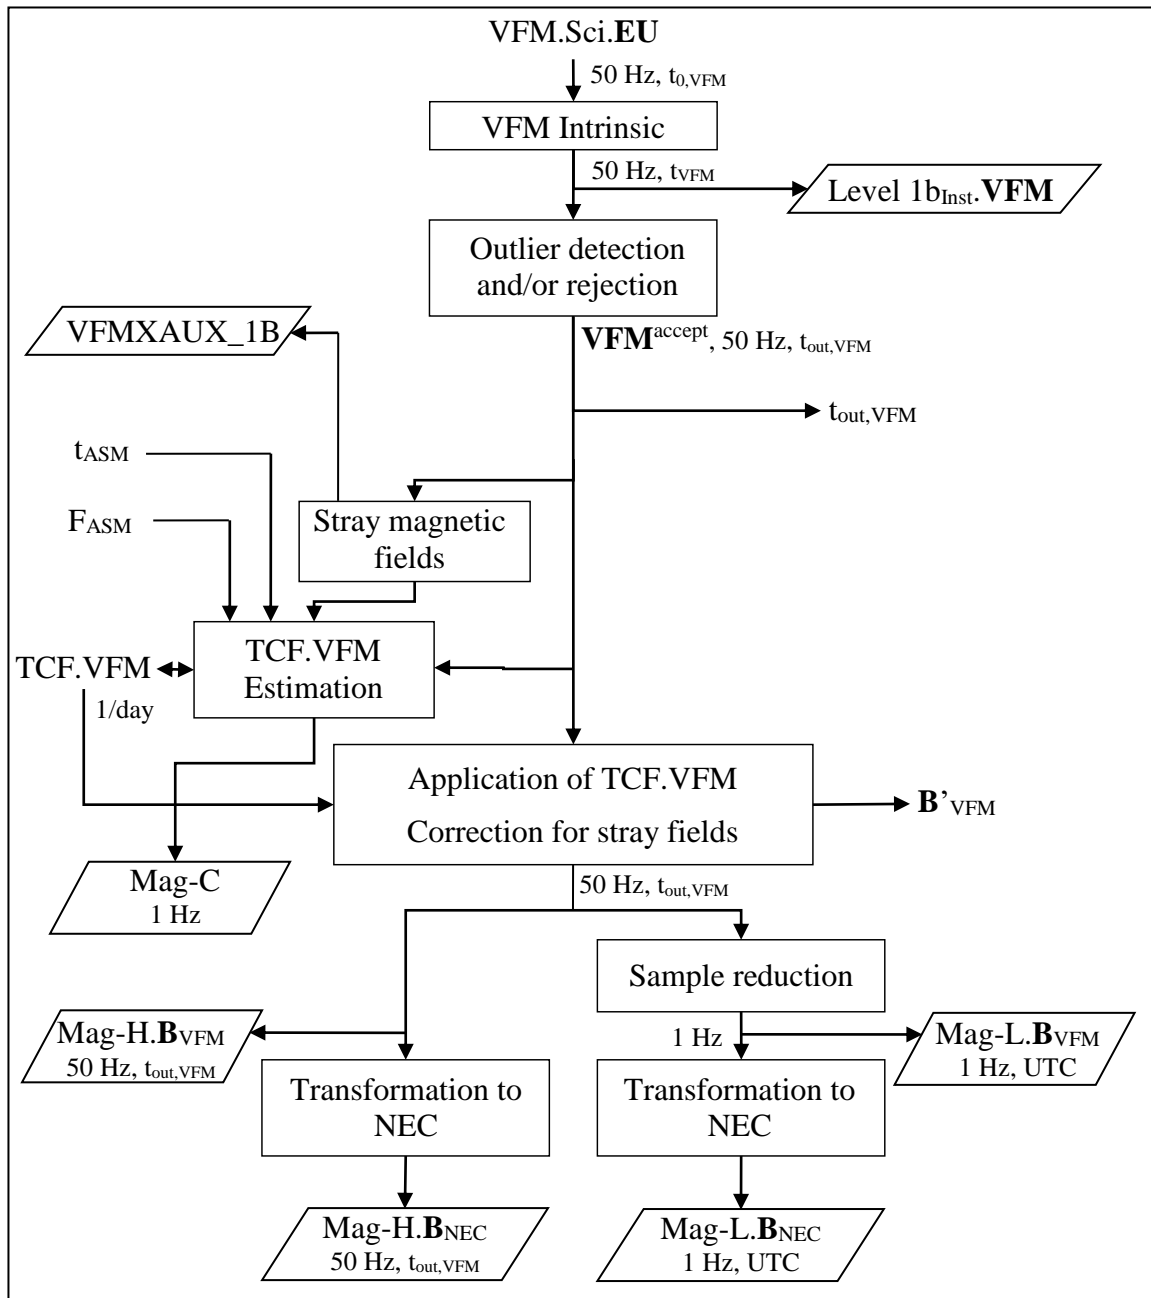 VFM.Sci.EU
50 Hz, t0,VFM
VFM Intrinsic
50 Hz, tVFM
Level 1bInst.VFM
Outlier detection
and/or rejection
VFMXAUX_1B
VFMaccept, 50 Hz, tout,VFM
tout,VFM
tASM
FASM
Stray magnetic
fields
TCF.VFM
1/day
TCF.VFM
Estimation
Application of TCF.VFM
Correction for stray fields
B’VFM
Mag-C
1 Hz
50 Hz, tout,VFM
Sample reduction
Mag-H.BVFM
50 Hz, tout,VFM
1 Hz
Mag-L.BVFM
1 Hz, UTC
Transformation to
NEC
Transformation to
NEC
Mag-H.BNEC
50 Hz, tout,VFM
Mag-L.BNEC
1 Hz, UTC